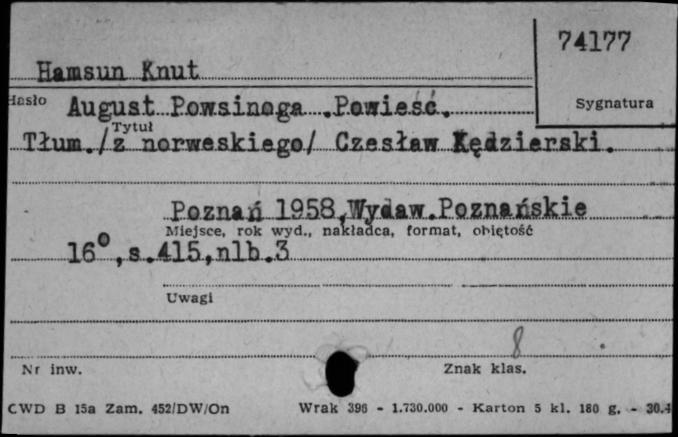 74177
Hamsun Knut
Hasło
Sygnatura
August Powsinoga .Powieść.
Tytuł
Tłum./z norweskiego/ Czesław Kędzierski.
Poznań 1958,Wydaw.Poznańskie
Miejsce, rok wyd., nakładca, format, objętość
16°,s.415,nlb.3
Uwagi
8
Nr inw.
Znak klas.
CWD B 15a Zam. 452/DW/On Wrak 396 - 1.730.000 - Karton 5 kl. 180 g. - 30.4